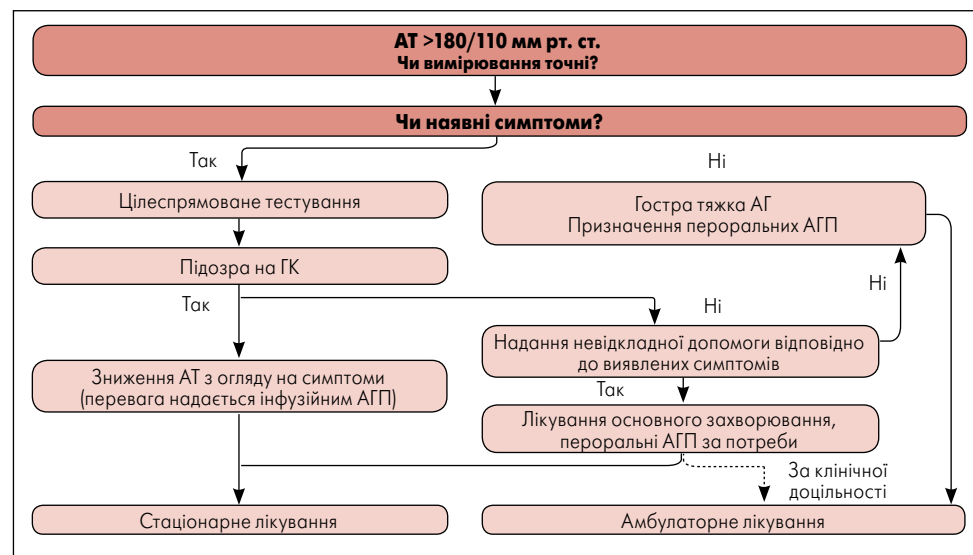 АТ >180/110 мм рт. ст.
Чи вимірювання точні?
Чи наявні симптоми?
Так
Ні
Цілеспрямоване тестування
Гостра тяжка АГ
Призначення пероральних АГП
Підозра на ГК
Ні
Так
Ні
Надання невідкладної допомоги відповідно
до виявлених симптомів
Зниження АТ з огляду на симптоми
(перевага надається інфузійним АГП)
Так
Лікування основного захворювання,
пероральні АГП за потреби
За клінічної
доцільності
Стаціонарне лікування
Амбулаторне лікування